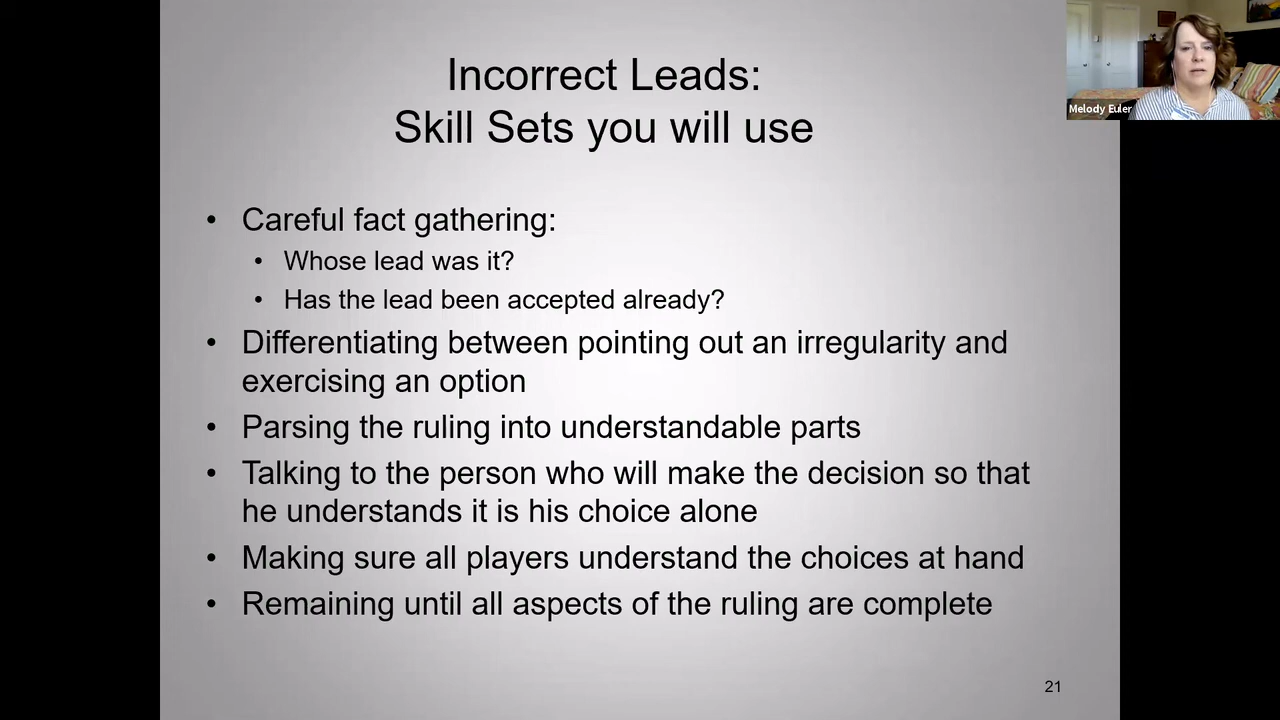 Incorrect Leads:
Skill Sets you will use
Melody Euler
• Careful fact gathering:
• Whose lead was it?
• Has the lead been accepted already?
• Differentiating between pointing out an irregularity and
exercising an option
• Parsing the ruling into understandable parts
• Talking to the person who will make the decision so that
he understands it is his choice alone
• Making sure all players understand the choices at hand
• Remaining until all aspects of the ruling are complete
21